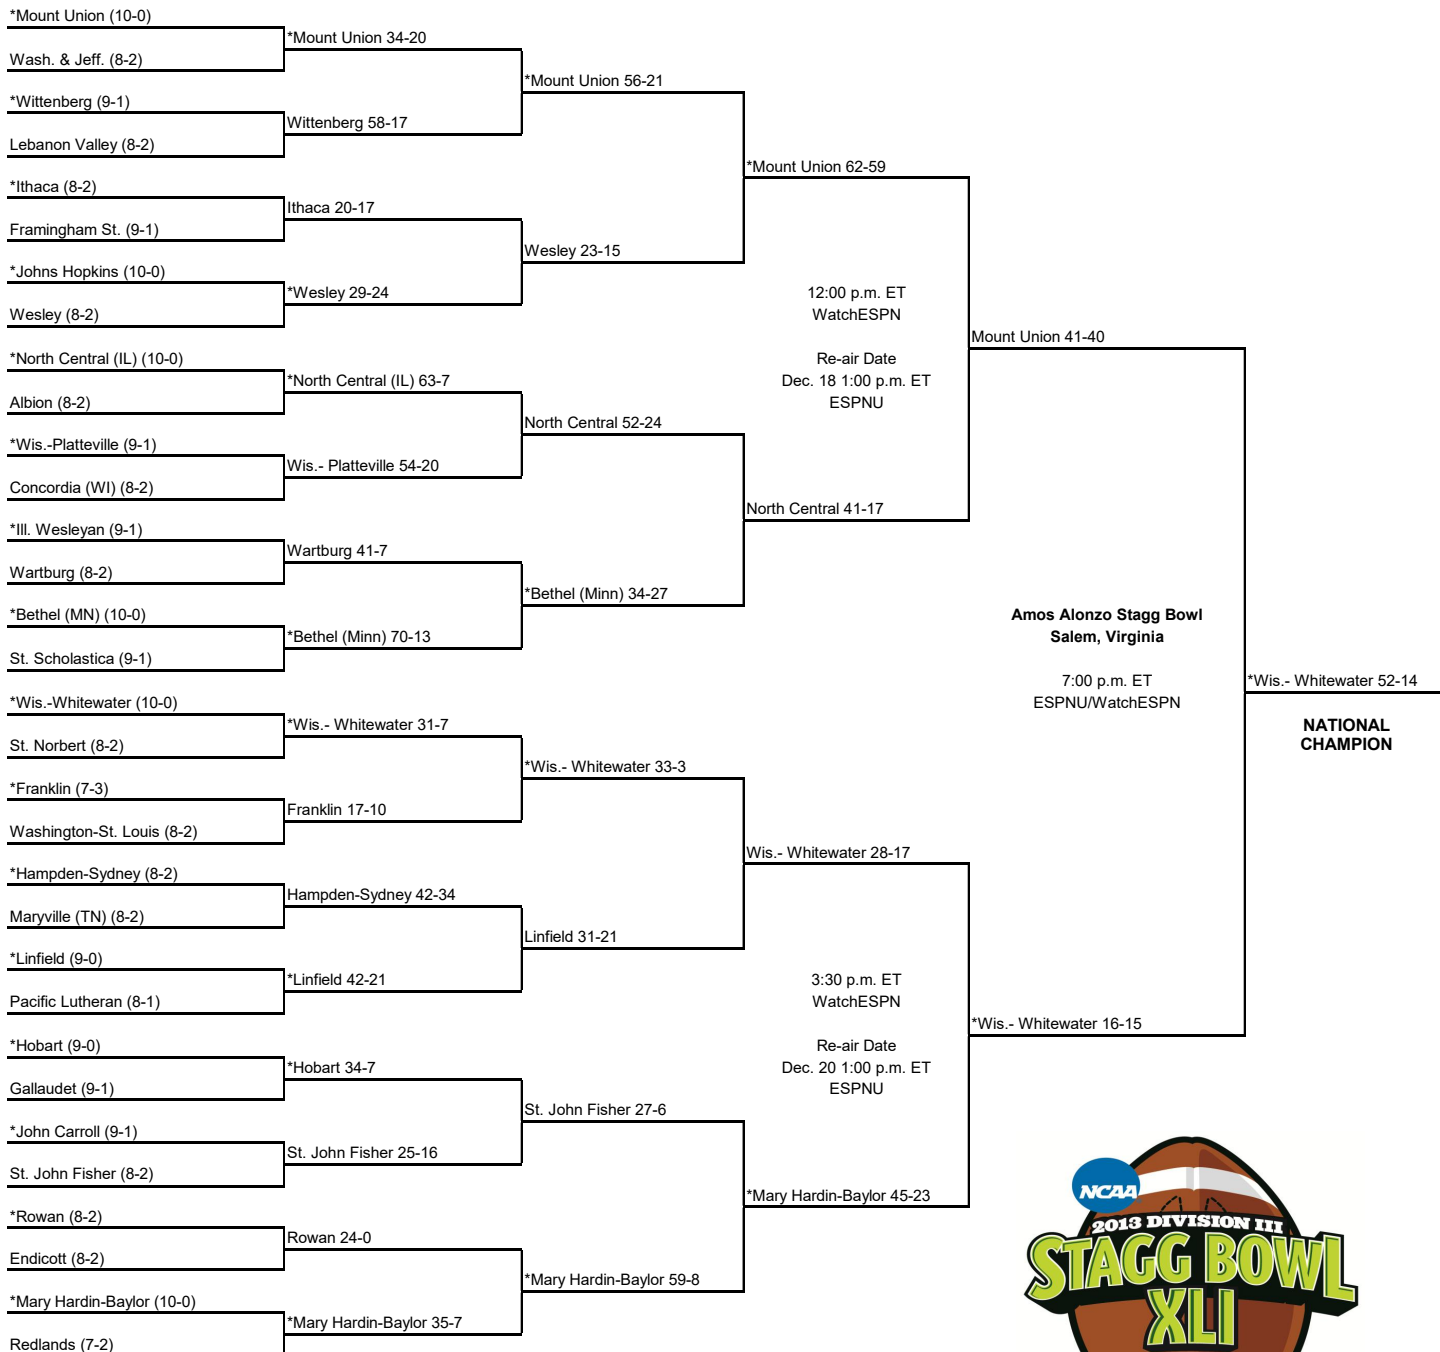 *Mount Union (10-0)
Wash. & Jeff. (8-2)
*Wittenberg (9-1)
Lebanon Valley (8-2)
*Ithaca (8-2)
Framingham St. (9-1)
*Johns Hopkins (10-0)
Wesley (8-2)
*North Central (IL) (10-0)
Albion (8-2)
*Wis.-Platteville (9-1)
Concordia (WI) (8-2)
*Ill. Wesleyan (9-1)
Wartburg (8-2)
*Bethel (MN) (10-0)
St. Scholastica (9-1)
*Wis.-Whitewater (10-0)
St. Norbert (8-2)
*Franklin (7-3)
Washington-St. Louis (8-2)
*Hampden-Sydney (8-2)
Maryville (TN) (8-2)
*Linfield (9-0)
Pacific Lutheran (8-1)
*Hobart (9-0)
Gallaudet (9-1)
*John Carroll (9-1)
St. John Fisher (8-2)
*Rowan (8-2)
Endicott (8-2)
*Mary Hardin-Baylor (10-0)
Redlands (7-2)
*Mount Union 34-20
Wittenberg 58-17
Ithaca 20-17
*Wesley 29-24
*North Central (IL) 63-7
Wis.- Platteville 54-20
Wartburg 41-7
*Bethel (Minn) 70-13
*Wis.- Whitewater 31-7
Franklin 17-10
Hampden-Sydney 42-34
*Linfield 42-21
*Hobart 34-7
St. John Fisher 25-16
Rowan 24-0
*Mary Hardin-Baylor 35-7
*Mount Union 56-21
Wesley 23-15
North Central 52-24
*Bethel (Minn) 34-27
*Wis.- Whitewater 33-3
Linfield 31-21
St. John Fisher 27-6
*Mary Hardin-Baylor 59-8
*Mount Union 62-59
12:00 p.m. ET
WatchESPN
Re-air Date
Dec. 18 1:00 p.m. ET
ESPNU
North Central 41-17
Wis.- Whitewater 28-17
3:30 p.m. ET
WatchESPN
Re-air Date
Dec. 20 1:00 p.m. ET
ESPNU
*Mary Hardin-Baylor 45-23
Mount Union 41-40
Amos Alonzo Stagg Bowl
Salem, Virginia
7:00 p.m. ET
ESPNU/WatchESPN
*Wis.- Whitewater 16-15
*Wis.- Whitewater 52-14
NATIONAL
CHAMPION
NCAA
2013 DIVISION III
STAGG BOWL
XLI